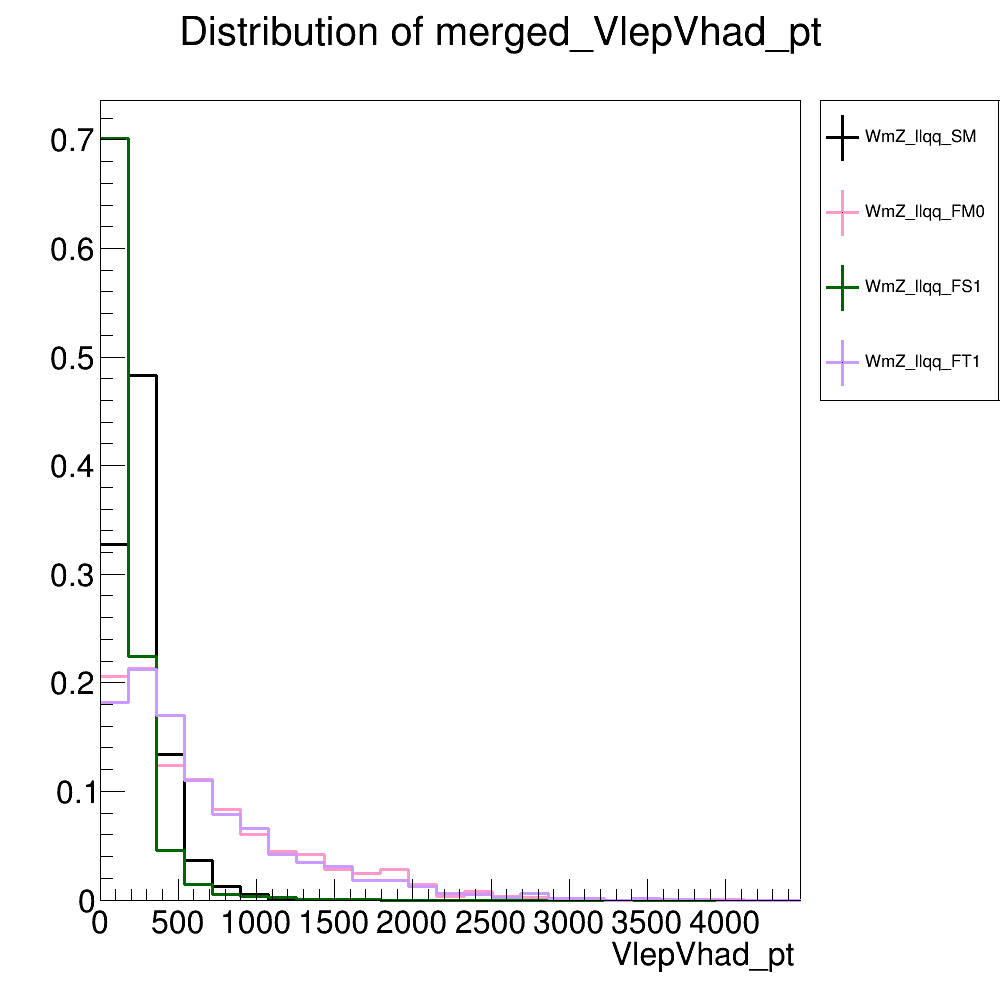 Distribution of merged_VlepVhad_pt
0.7
0.6
0.5
0.4
0.3
0.2
0.1
0
0 500 1000 1500 2000 2500 3000 3500 4000
VlepVhad_pt
WmZ_llqq_SM
WmZ_llqq_FM0
WmZ_llqq_FS1
WmZ_llqq_FT1